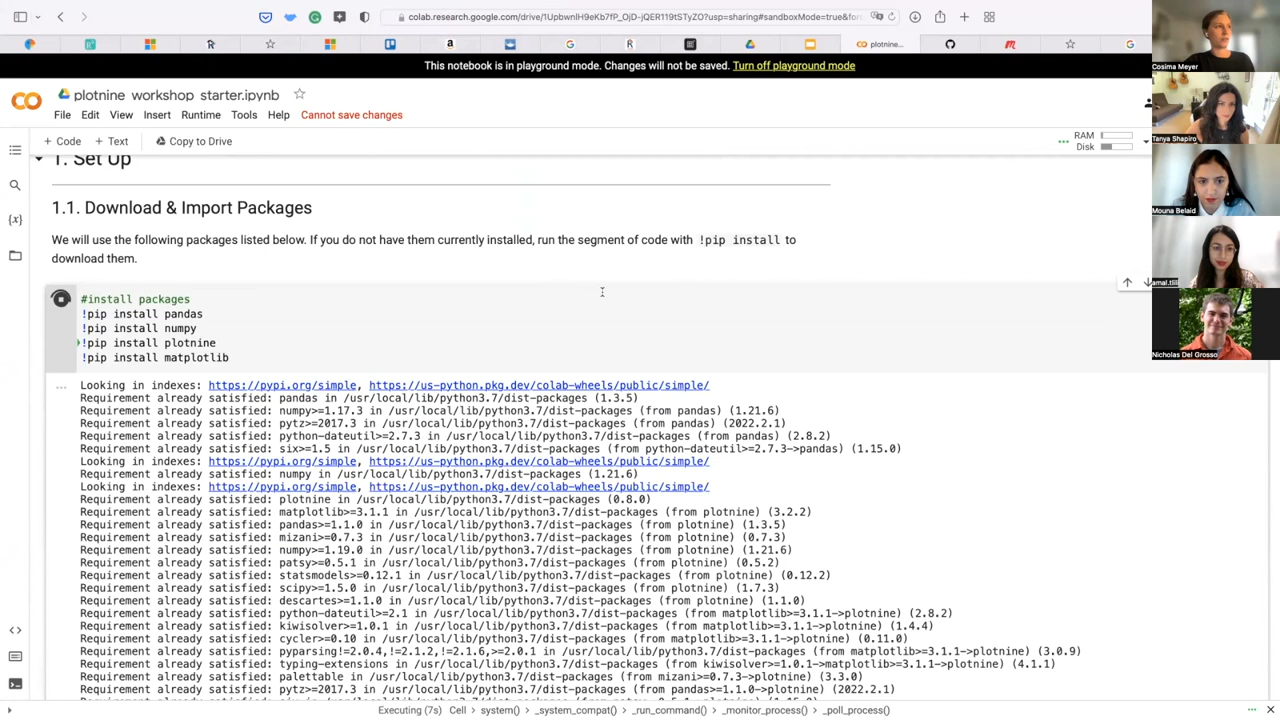 colab.research.google.com/drive/1UpbwnlH9eKb7fP_OjD-jQER119tSTyZO?usp=sharing#sandboxMode=true&for
plotnine...
This notebook is in playground mode. Changes will not be saved. Turn off playground mode
plotnine workshop starter.ipynb
File Edit View Insert Runtime Tools Help Cannot save changes
+ Code + Text Copy to Drive
RAM
Disk
1. Set Up
1.1. Download & Import Packages
We will use the following packages listed below. If you do not have them currently installed, run the segment of code with !pip install to
download them.
#install packages
!pip install pandas
!pip install numpy
!pip install plotnine
!pip install matplotlib
Looking in indexes: https://pypi.org/simple, https://us-python.pkg.dev/colab-wheels/public/simple/
Requirement already satisfied: pandas in /usr/local/lib/python3.7/dist-packages (1.3.5)
Requirement already satisfied: numpy>=1.17.3 in /usr/local/lib/python3.7/dist-packages (from pandas) (1.21.6)
Requirement already satisfied: pytz>=2017.3 in /usr/local/lib/python3.7/dist-packages (from pandas) (2022.2.1)
Requirement already satisfied: python-dateutil>=2.7.3 in /usr/local/lib/python3.7/dist-packages (from pandas) (2.8.2)
Requirement already satisfied: six>=1.5 in /usr/local/lib/python3.7/dist-packages (from python-dateutil>=2.7.3->pandas) (1.15.0)
Looking in indexes: https://pypi.org/simple, https://us-python.pkg.dev/colab-wheels/public/simple/
Requirement already satisfied: numpy in /usr/local/lib/python3.7/dist-packages (1.21.6)
Looking in indexes: https://pypi.org/simple, https://us-python.pkg.dev/colab-wheels/public/simple/
Requirement already satisfied: plotnine in /usr/local/lib/python3.7/dist-packages (0.8.0)
Requirement already satisfied: matplotlib>=3.1.1 in /usr/local/lib/python3.7/dist-packages (from plotnine) (3.2.2)
Requirement already satisfied: pandas>=1.1.0 in /usr/local/lib/python3.7/dist-packages (from plotnine) (1.3.5)
Requirement already satisfied: mizani>=0.7.3 in /usr/local/lib/python3.7/dist-packages (from plotnine) (0.7.3)
Requirement already satisfied: numpy>=1.19.0 in /usr/local/lib/python3.7/dist-packages (from plotnine) (1.21.6)
Requirement already satisfied: patsy>=0.5.1 in /usr/local/lib/python3.7/dist-packages (from plotnine) (0.5.2)
Requirement already satisfied: statsmodels>=0.12.1 in /usr/local/lib/python3.7/dist-packages (from plotnine) (0.12.2)
Requirement already satisfied: scipy>=1.5.0 in /usr/local/lib/python3.7/dist-packages (from plotnine) (1.7.3)
Requirement already satisfied: descartes>=1.1.0 in /usr/local/lib/python3.7/dist-packages (from plotnine) (1.1.0)
Requirement already satisfied: python-dateutil>=2.1 in /usr/local/lib/python3.7/dist-packages (from matplotlib>=3.1.1->plotnine) (2.8.2)
Requirement already satisfied: kiwisolver>=1.0.1 in /usr/local/lib/python3.7/dist-packages (from matplotlib>=3.1.1->plotnine) (1.4.4)
Requirement already satisfied: cycler>=0.10 in /usr/local/lib/python3.7/dist-packages (from matplotlib>=3.1.1->plotnine) (0.11.0)
Requirement already satisfied: pyparsing!=2.0.4,!=2.1.2,!=2.1.6,>=2.0.1 in /usr/local/lib/python3.7/dist-packages (from matplotlib>=3.1.1->plotnine) (3.0.9)
Requirement already satisfied: typing-extensions in /usr/local/lib/python3.7/dist-packages (from kiwisolver>=1.0.1->matplotlib>=3.1.1->plotnine) (4.1.1)
Requirement already satisfied: palettable in /usr/local/lib/python3.7/dist-packages (from mizani>=0.7.3->plotnine) (3.3.0)
Requirement already satisfied: pytz>=2017.3 in /usr/local/lib/python3.7/dist-packages (from pandas>=1.1.0->plotnine) (2022.2.1)
Executing (7s) Cell > system() > _system_compat() > _run_command() > _monitor_process() > _poll_process()
Cosima Meyer
Tanya Shapiro
Mouna Belaid
amal.tlili
Nicholas Del Grosso